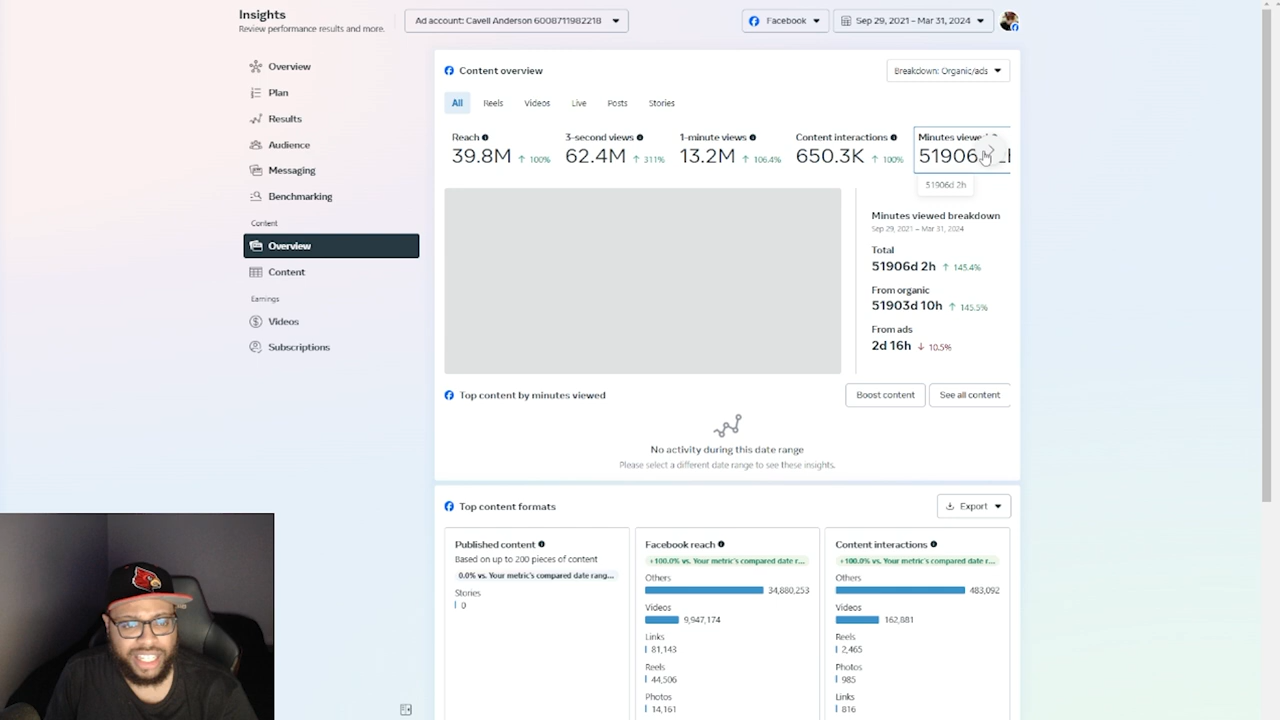 Insights
Review performance results and more.
Ad account: Cavell Anderson 6008711982218
Facebook
Sep 29, 2021 – Mar 31, 2024
Overview
Plan
Results
Audience
Messaging
Benchmarking
Content
Overview
Content
Earnings
Videos
Subscriptions
Content overview
Breakdown: Organic/ads
All Reels Videos Live Posts Stories
Reach 3-second views 1-minute views Content interactions Minutes viewed
39.8M 100% 62.4M 311% 13.2M 106.4% 650.3K 100% 51906
51906d 2h
Minutes viewed breakdown
Sep 29, 2021 – Mar 31, 2024
Total
51906d 2h 145.4%
From organic
51903d 10h 145.5%
From ads
2d 16h 10.5%
Top content by minutes viewed
Boost content
See all content
No activity during this date range
Please select a different date range to see these insights.
Top content formats
Export
Published content
Based on up to 200 pieces of content
0.0% vs. Your metric's compared date rang...
Stories
0
Facebook reach
+100.0% vs. Your metric's compared date r...
Others
34,880,253
Videos
9,947,174
Links
81,143
Reels
44,506
Photos
14,161
Content interactions
+100.0% vs. Your metric's compared date r...
Others
483,092
Videos
162,881
Reels
2,465
Photos
985
Links
816